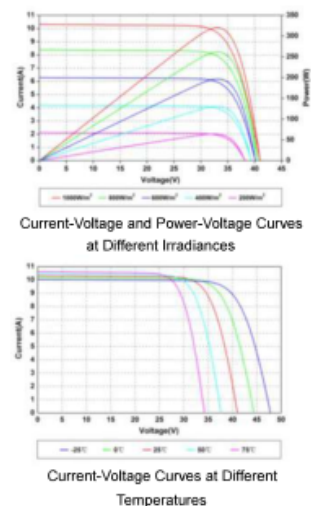 11 350
10 300
9
8 250
7
6 200
5 150
4
3 100
2 50
1
0 0
0 5 10 15 20 25 30 35 40 45 50
Current(A)
Power(W)
Voltage(V)
1000W/m² 800W/m² 600W/m² 400W/m² 200W/m²
Current-Voltage and Power-Voltage Curves
at Different Irradiances
11
10
9
8
7
6
5
4
3
2
1
0
0 5 10 15 20 25 30 35 40 45 50
Current(A)
Voltage(V)
-25℃ 0℃ 25℃ 50℃ 75℃
Current-Voltage Curves at Different
Temperatures